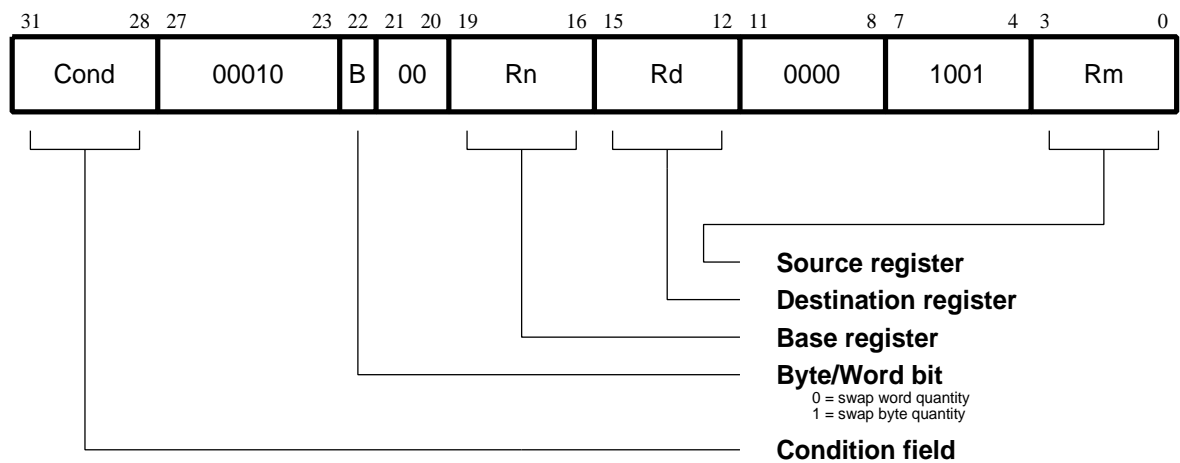 31 28 27 23 22 21 20 19 16 15 12 11 8 7 4 3 0
Cond 00010 B 00 Rn Rd 0000 1001 Rm
Source register
Destination register
Base register
Byte/Word bit
0 = swap word quantity
1 = swap byte quantity
Condition field